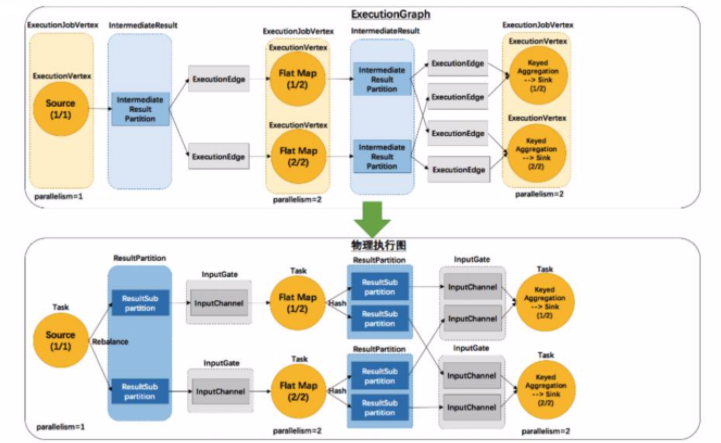 ExecutionGraph
ExecutionJobVertex
IntermediateResult
ExecutionJobVertex
IntermediateResult
ExecutionJobVertex
ExecutionVertex
Source
(1/1)
Intermediate
Result
Partition
ExecutionEdge
ExecutionEdge
ExecutionVertex
Flat Map
(1/2)
ExecutionVertex
Flat Map
(2/2)
Intermediate
Result
Partition
Intermediate
Result
Partition
ExecutionEdge
ExecutionEdge
ExecutionEdge
ExecutionEdge
ExecutionVertex
Keyed
Aggregation
--> Sink
(1/2)
ExecutionVertex
Keyed
Aggregation
--> Sink
(2/2)
parallelism=1
parallelism=2
parallelism=2
物理执行图
ResultPartition
Task
Source
(1/1)
Rebalance
ResultSub
partition
ResultSub
partition
InputGate
InputChannel
InputGate
InputChannel
Task
Flat Map
(1/2)
Hash
Task
Flat Map
(2/2)
Hash
ResultPartition
ResultSub
partition
ResultSub
partition
ResultPartition
ResultSub
partition
ResultSub
partition
InputGate
InputChannel
InputChannel
InputGate
InputChannel
InputChannel
Task
Keyed
Aggregation
--> Sink
(1/2)
Task
Keyed
Aggregation
--> Sink
(2/2)
parallelism=1
parallelism=2
parallelism=2